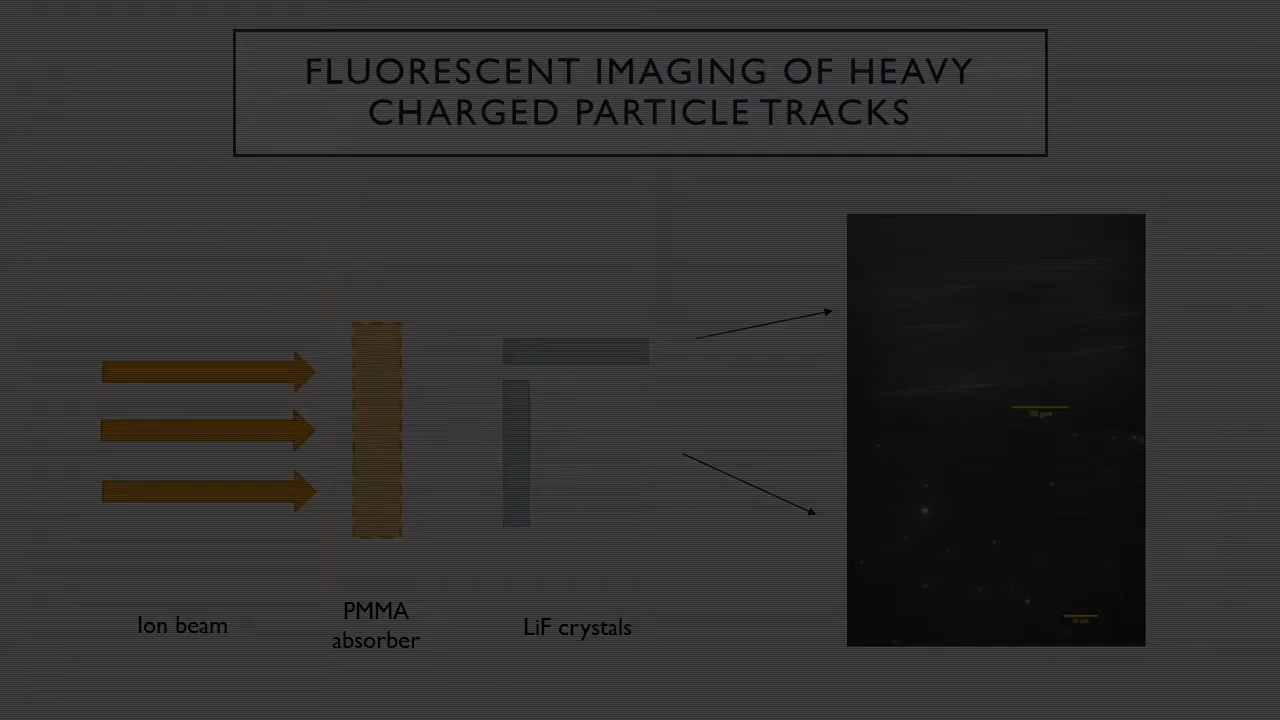 FLUORESCENT IMAGING OF HEAVY
CHARGED PARTICLE TRACKS
Ion beam
PMMA
absorber
LiF crystals